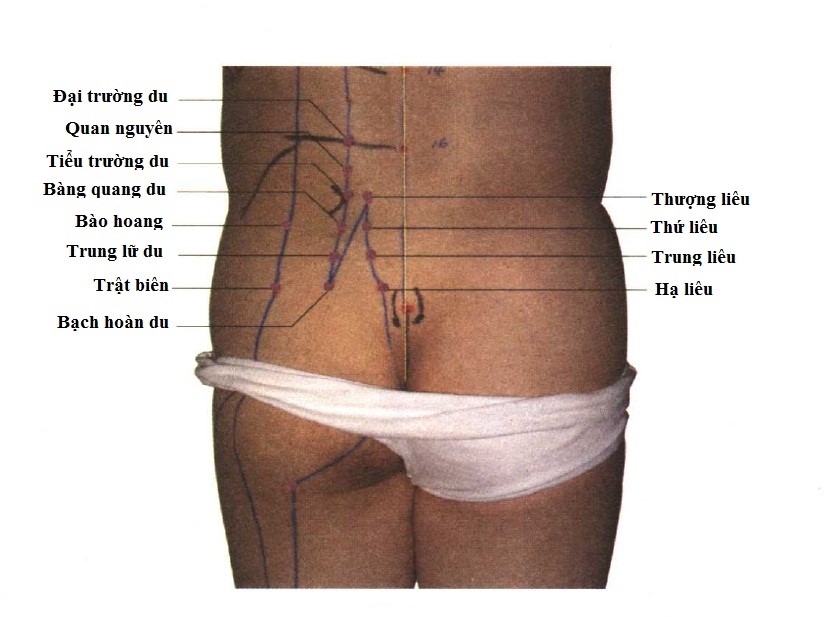 Đại trường du
Quan nguyên
Tiểu trường du
Bàng quang du
Bào hoang
Trung lữ du
Trật biên
Bạch hoàn du
Thượng liêu
Thứ liêu
Trung liêu
Hạ liêu
16